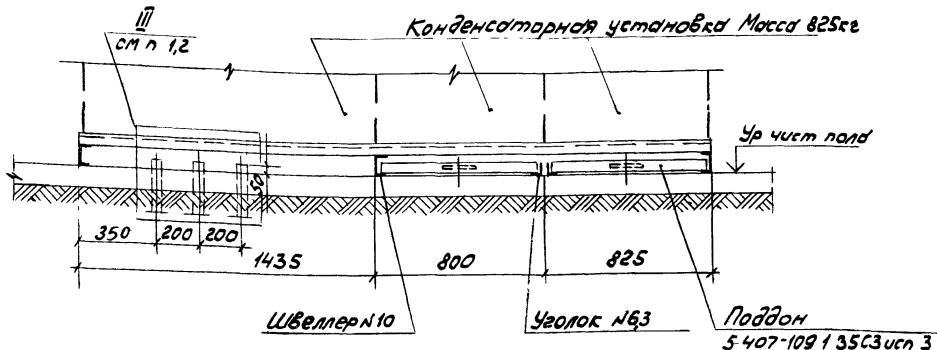 III
см п 1,2
Конденсаторная установка Масса 825кг
Ур чист пола
50
350
200
200
1435
800
825
Швеллер N10
Уголок N6,3
Поддон
5-407-109 1 35СЗ исп 3